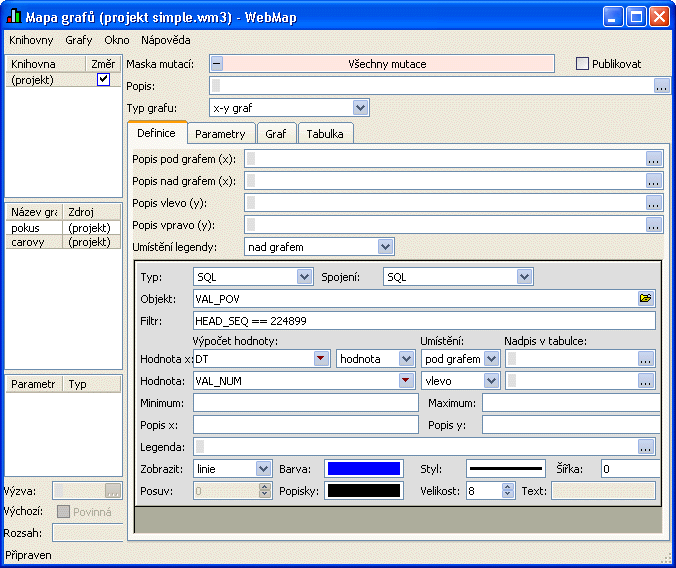 Mapa grafů (projekt simple.wm3) - WebMap
Knihovny Grafy Okno Nápověda
Knihovna Změr
(projekt)
Maska mutací: Všechny mutace Publikovat
Popis: ...
Typ grafu: x-y graf
Definice Parametry Graf Tabulka
Popis pod grafem (x): ...
Popis nad grafem (x): ...
Popis vlevo (y): ...
Popis vpravo (y): ...
Umístění legendy: nad grafem
Název gra Zdroj
pokus (projekt)
carovy (projekt)
Typ: SQL Spojení: SQL
Objekt: VAL_POV
Filtr: HEAD_SEQ == 224899
Výpočet hodnoty: Umístění: Nadpis v tabulce:
Hodnota x: DT hodnota pod grafem ...
Hodnota: VAL_NUM vlevo ...
Minimum: Maximum:
Popis x: Popis y:
Legenda: ...
Zobrazit: linie Barva: Styl: Šířka: 0
Posuv: 0 Popisky: Velikost: 8 Text:
Parametr Typ
Výzva: ...
Výchozí: Povinná
Rozsah:
Připraven